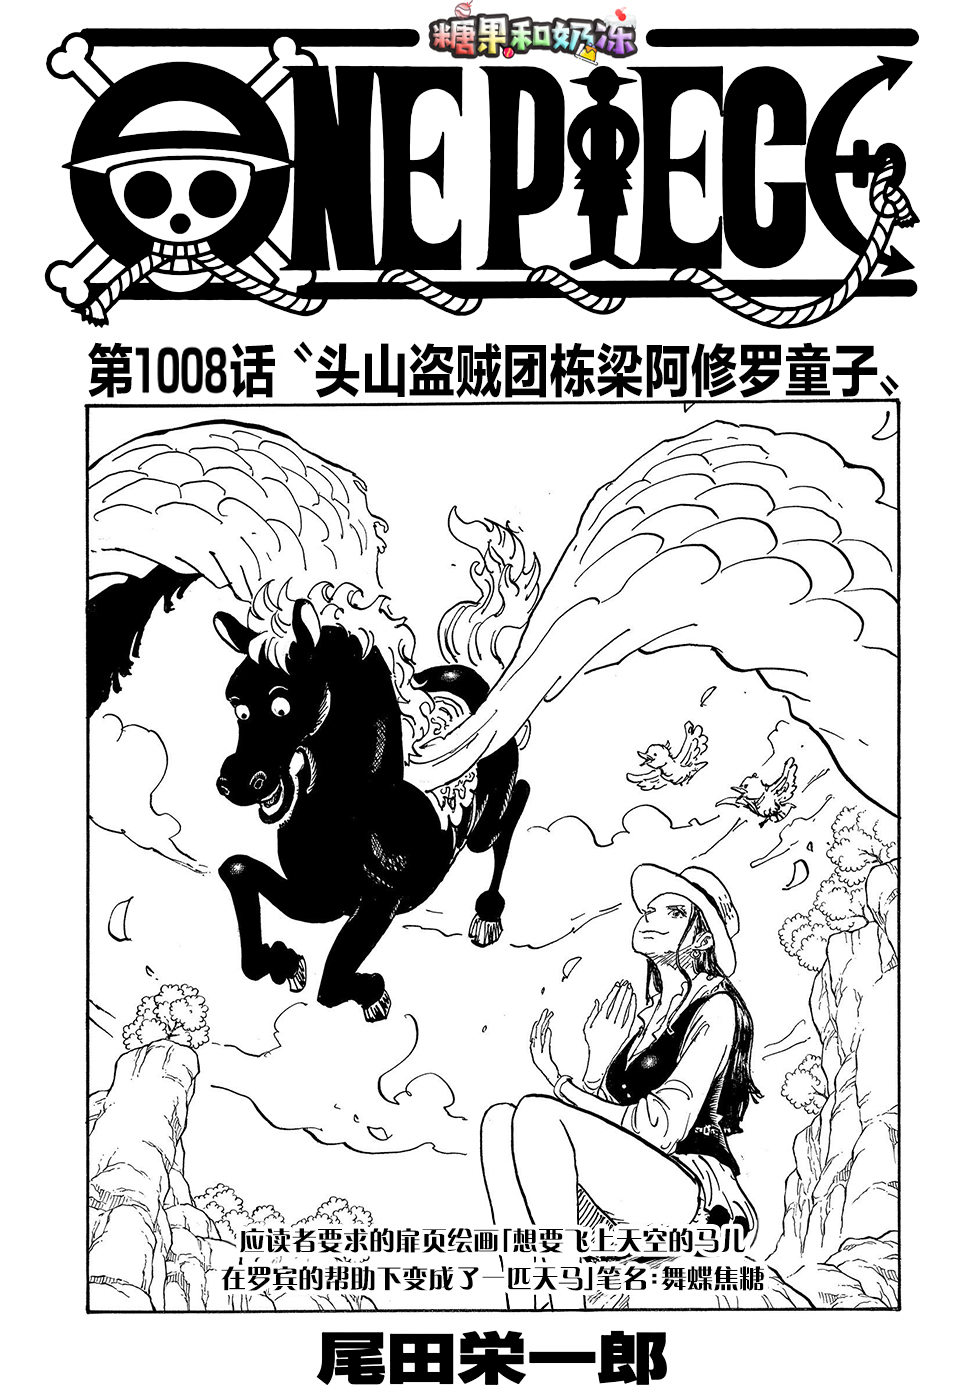 糖果和奶冻
ONE PIECE
第1008话〝头山盗贼团栋梁阿修罗童子〟
应读者要求的扉页绘画「想要飞上天空的马儿
在罗宾的帮助下变成了一匹天马」笔名:舞蝶焦糖
尾田栄一郎